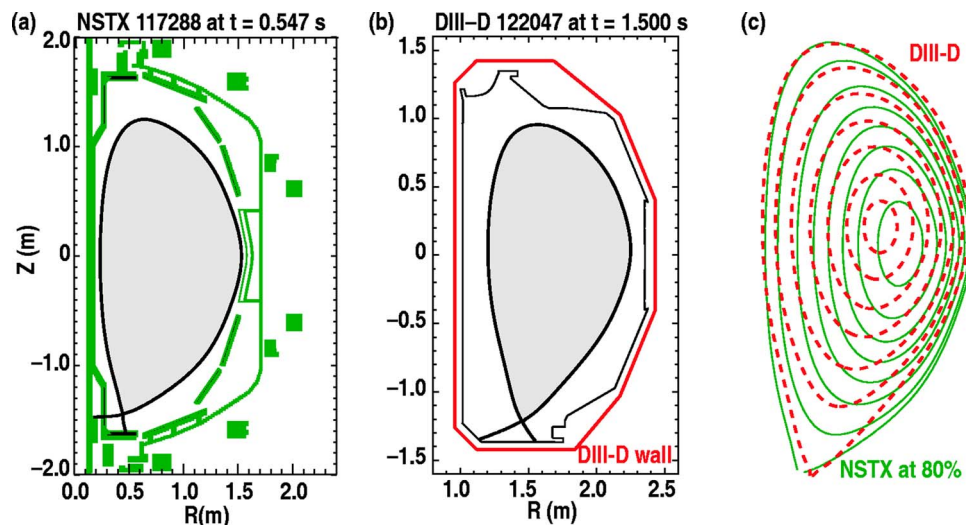 (a) NSTX 117288 at t = 0.547 s
2.0
1.0
0
−1.0
−2.0
0.0 0.5 1.0 1.5 2.0
R(m)
Z (m)
(b) DIII–D 122047 at t = 1.500 s
1.5
1.0
0.5
0
−0.5
−1.0
−1.5
1.0 1.5 2.0 2.5
R (m)
DIII-D wall
(c)
DIII-D
NSTX at 80%